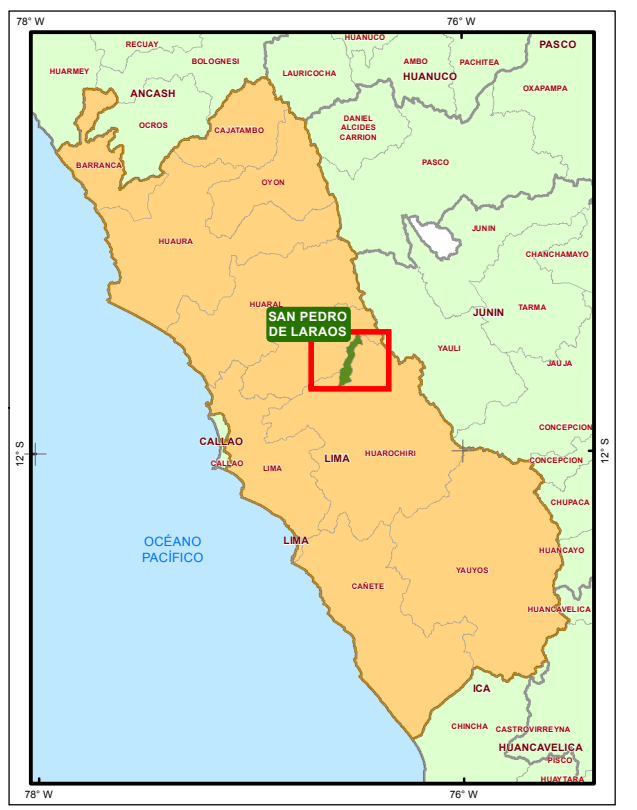 78° W
76° W
HUANUCO
PASCO
RECUAY
BOLOGNESI
AMBO
PACHITEA
HUARMEY
LAURICOCHA
HUANUCO
OXAPAMPA
ANCASH
OCROS
CAJATAMBO
DANIEL
ALCIDES
CARRION
BARRANCA
PASCO
OYON
JUNIN
HUAURA
CHANCHAMAYO
HUARAL
TARMA
SAN PEDRO
DE LARAOS
JUNIN
YAULI
JAUJA
CONCEPCION
CALLAO
12° S
12° S
CALLAO
LIMA
LIMA
HUAROCHIRI
CONCEPCION
CHUPACA
OCÉANO
PACÍFICO
LIMA
HUANCAYO
CAÑETE
YAUYOS
HUANCAVELICA
ICA
CHINCHA
CASTROVIRREYNA
HUANCAVELICA
PISCO
HUAYTARA
78° W
76° W